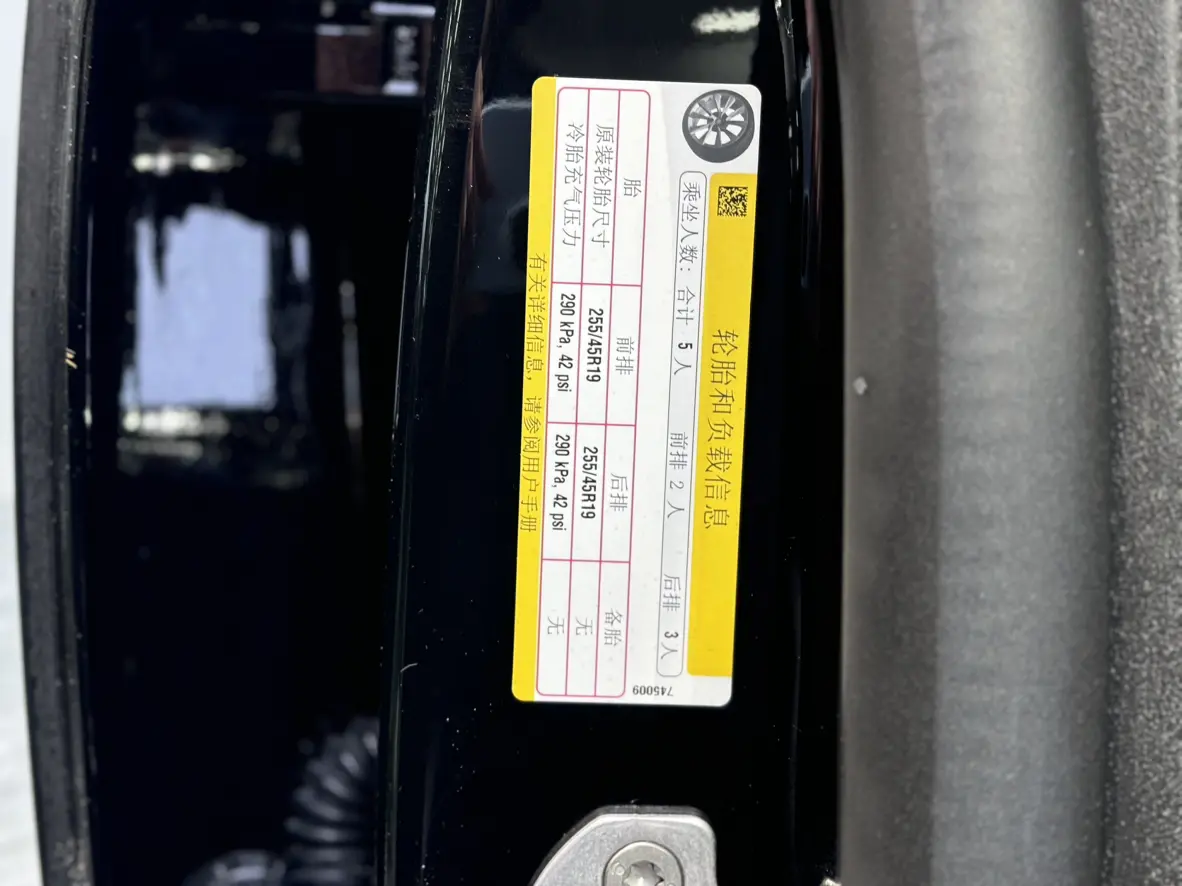 轮胎和负载信息
乘坐人数：合计 5 人 前排 2 人 后排 3 人
胎 前排 后排 备胎
原装轮胎尺寸 255/45R19 255/45R19 无
冷胎充气压力 290 kPa, 42 psi 290 kPa, 42 psi 无
有关详细信息，请参阅用户手册
745009